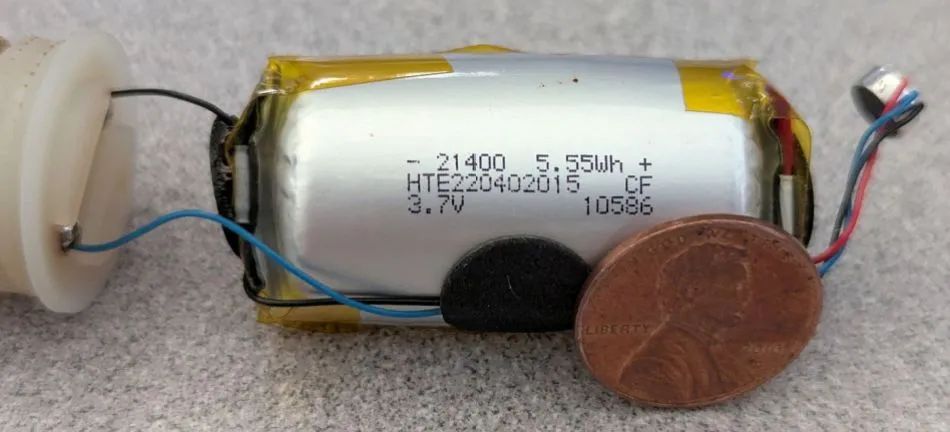 - 21400 5.55Wh +
HTE220402015 CF
3.7V 10586
LIBERTY